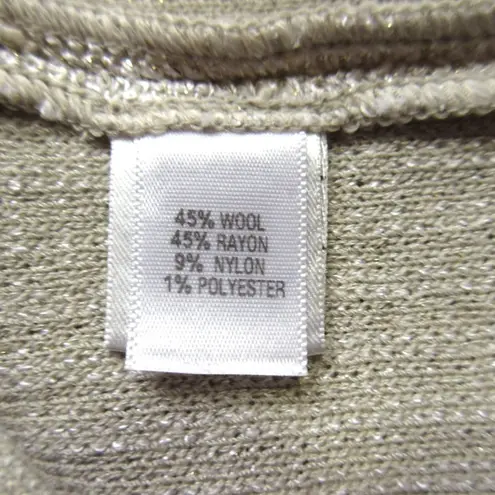 45% WOOL
45% RAYON
9% NYLON
1% POLYESTER